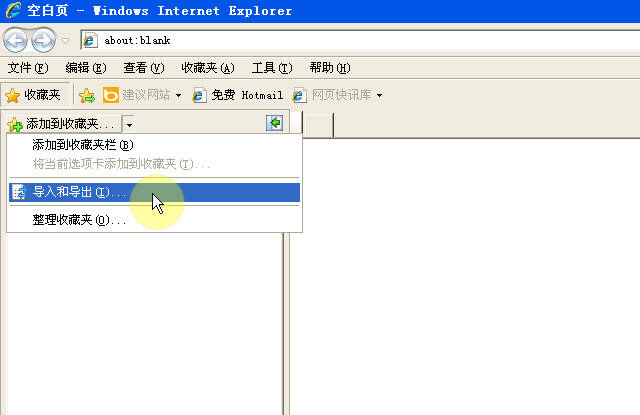 空白页 - Windows Internet Explorer
about:blank
文件(F) 编辑(E) 查看(V) 收藏夹(A) 工具(T) 帮助(H)
收藏夹 建议网站 免费 Hotmail 网页快讯库
添加到收藏夹...
添加到收藏夹栏(B)
将当前选项卡添加到收藏夹(T)...
导入和导出(I)...
整理收藏夹(O)...